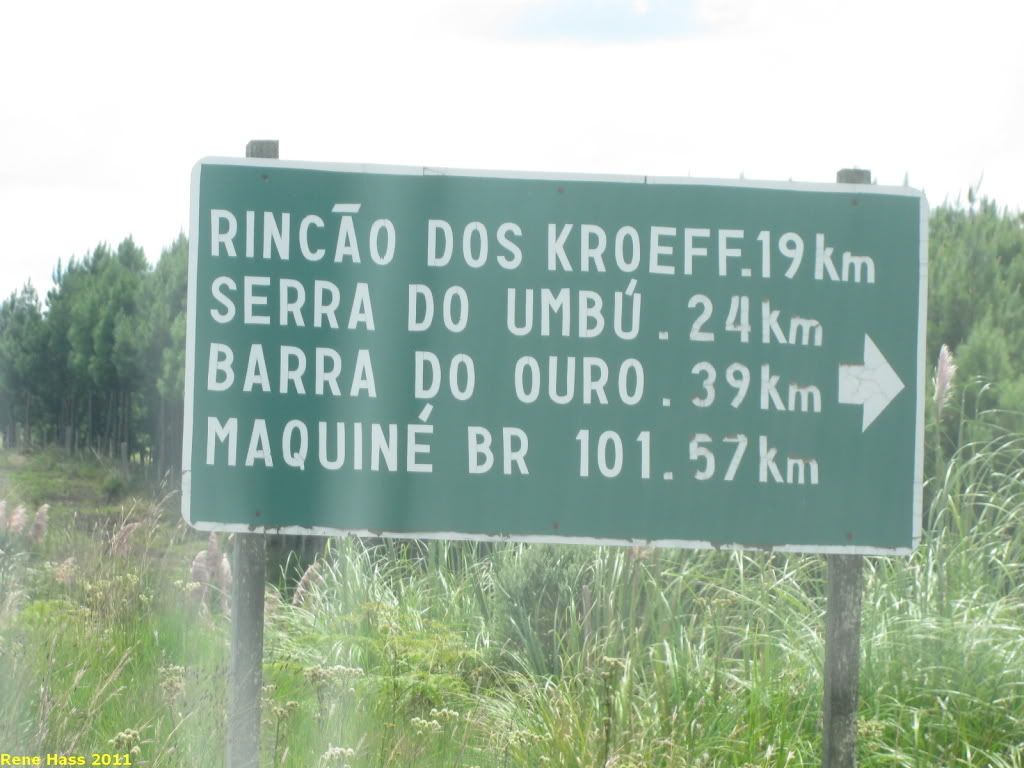 RINCÃO DOS KROEFF.19km
SERRA DO UMBÚ . 24km
BARRA DO OURO . 39km
MAQUINÉ BR 101.57km
Rene Hass 2011